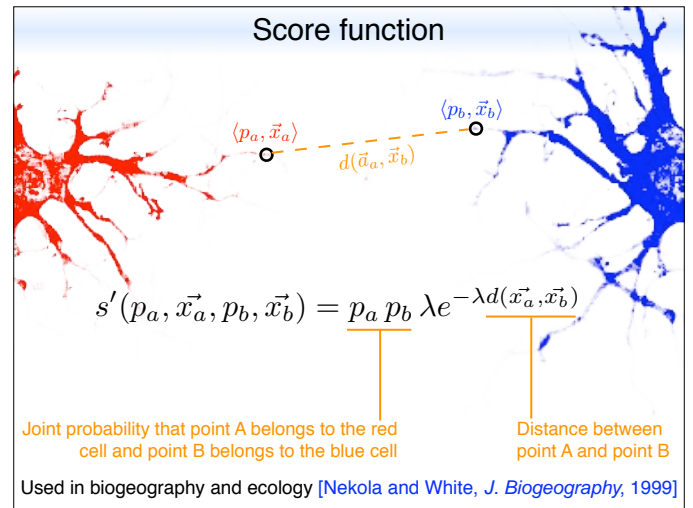 Score function
⟨p_a, x⃗_a⟩
⟨p_b, x⃗_b⟩
d(a⃗_a, x⃗_b)
s′(p_a, x⃗_a, p_b, x⃗_b) = p_a p_b λe^{−λd(x⃗_a, x⃗_b)}
Joint probability that point A belongs to the red
cell and point B belongs to the blue cell
Distance between
point A and point B
Used in biogeography and ecology [Nekola and White, J. Biogeography, 1999]